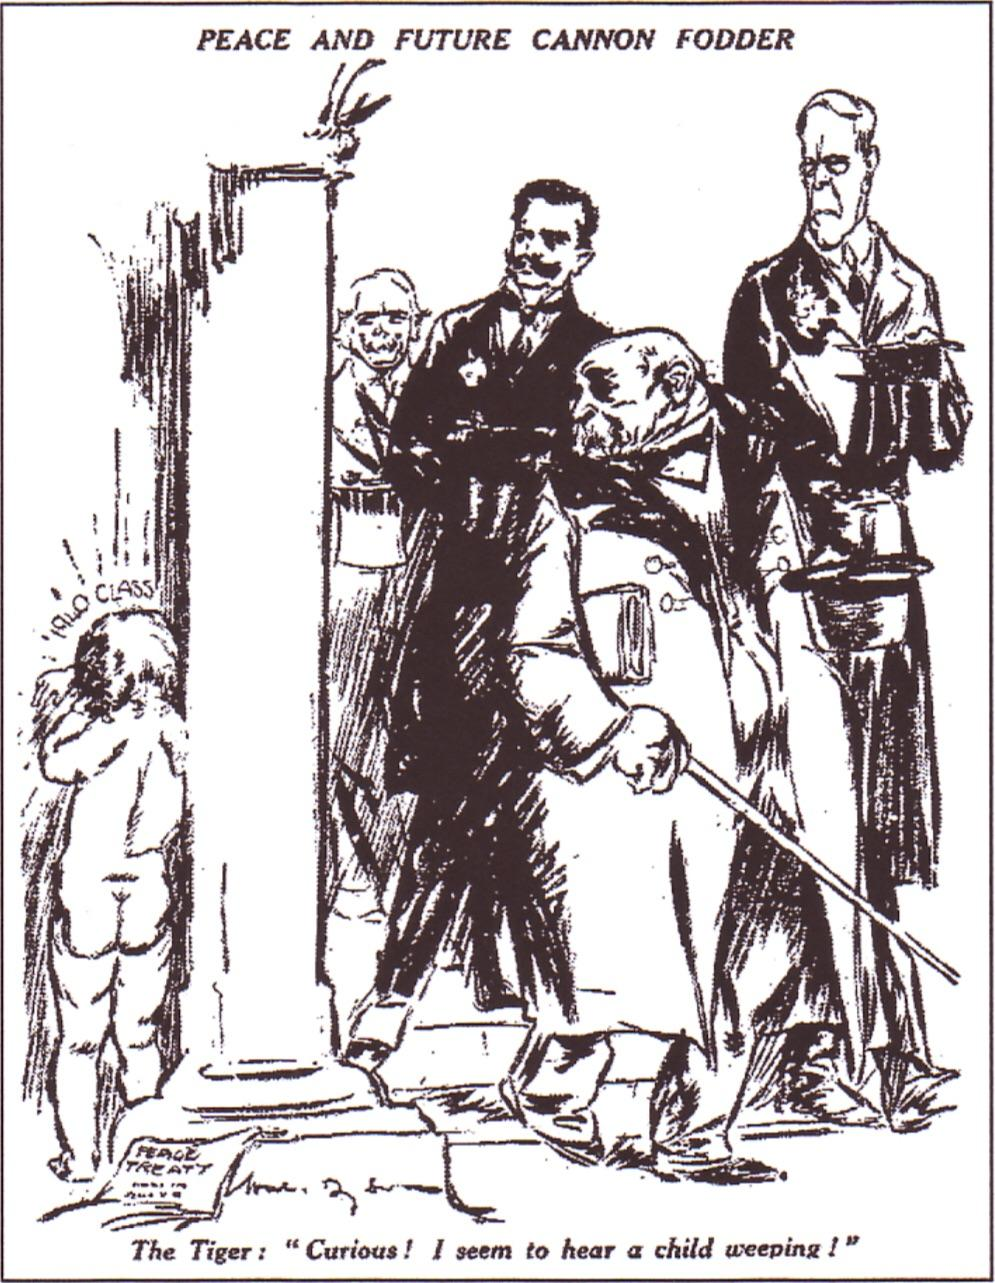 PEACE AND FUTURE CANNON FODDER
1940 CLASS
PEACE
TREATY
The Tiger: "Curious! I seem to hear a child weeping!"